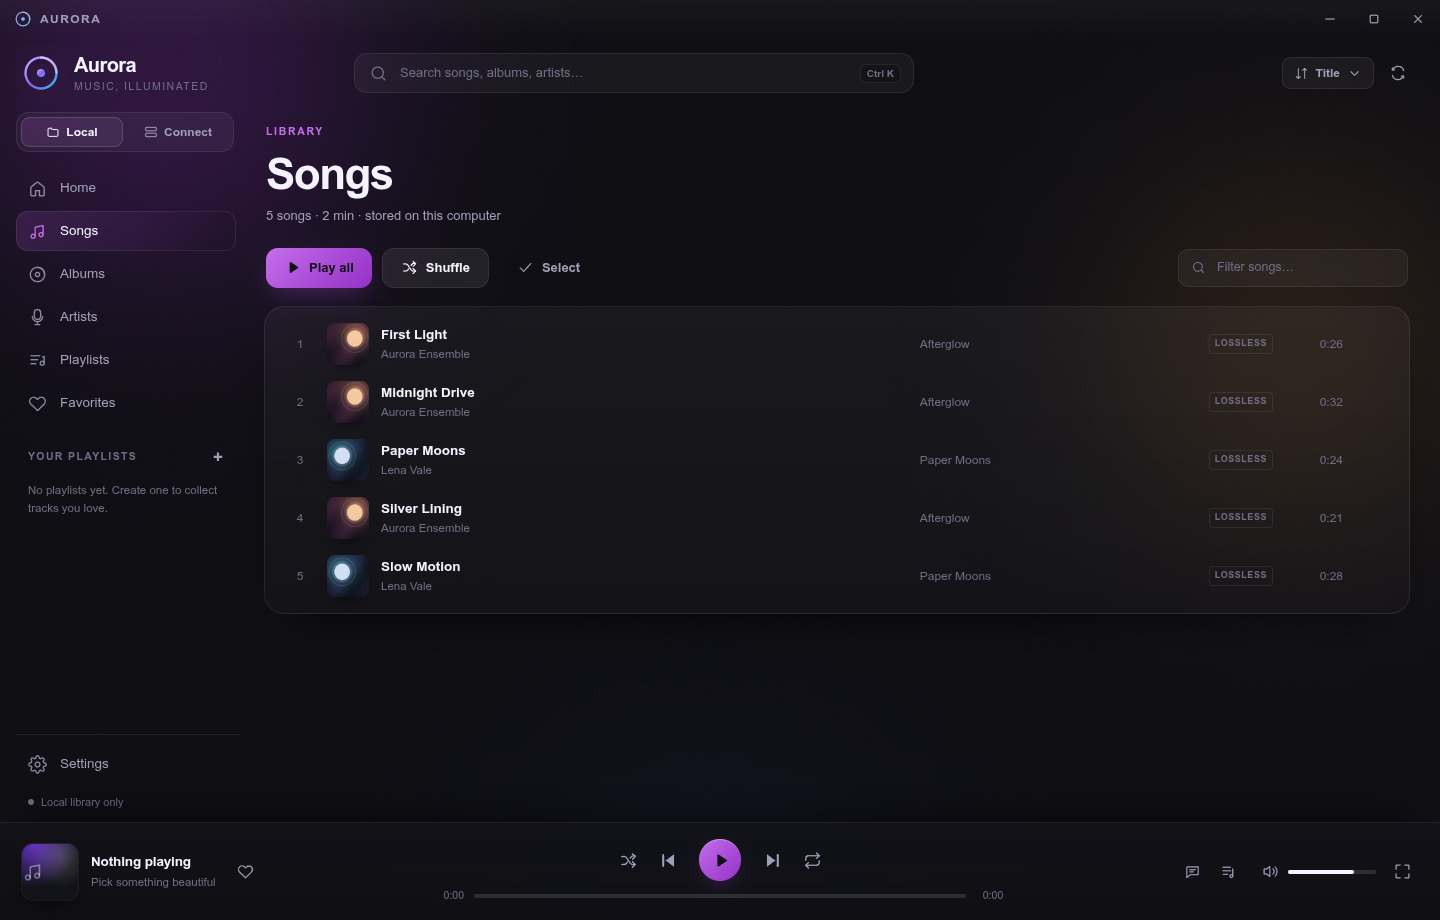 AURORA
Aurora
MUSIC, ILLUMINATED
Search songs, albums, artists…
Ctrl K
Title
Local
Connect
Home
Songs
Albums
Artists
Playlists
Favorites
YOUR PLAYLISTS +
No playlists yet. Create one to collect
tracks you love.
Settings
Local library only
LIBRARY
Songs
5 songs · 2 min · stored on this computer
Play all
Shuffle
Select
Filter songs…
1 First Light Afterglow LOSSLESS 0:26
Aurora Ensemble
2 Midnight Drive Afterglow LOSSLESS 0:32
Aurora Ensemble
3 Paper Moons Paper Moons LOSSLESS 0:24
Lena Vale
4 Silver Lining Afterglow LOSSLESS 0:21
Aurora Ensemble
5 Slow Motion Paper Moons LOSSLESS 0:28
Lena Vale
Nothing playing
Pick something beautiful
0:00
0:00